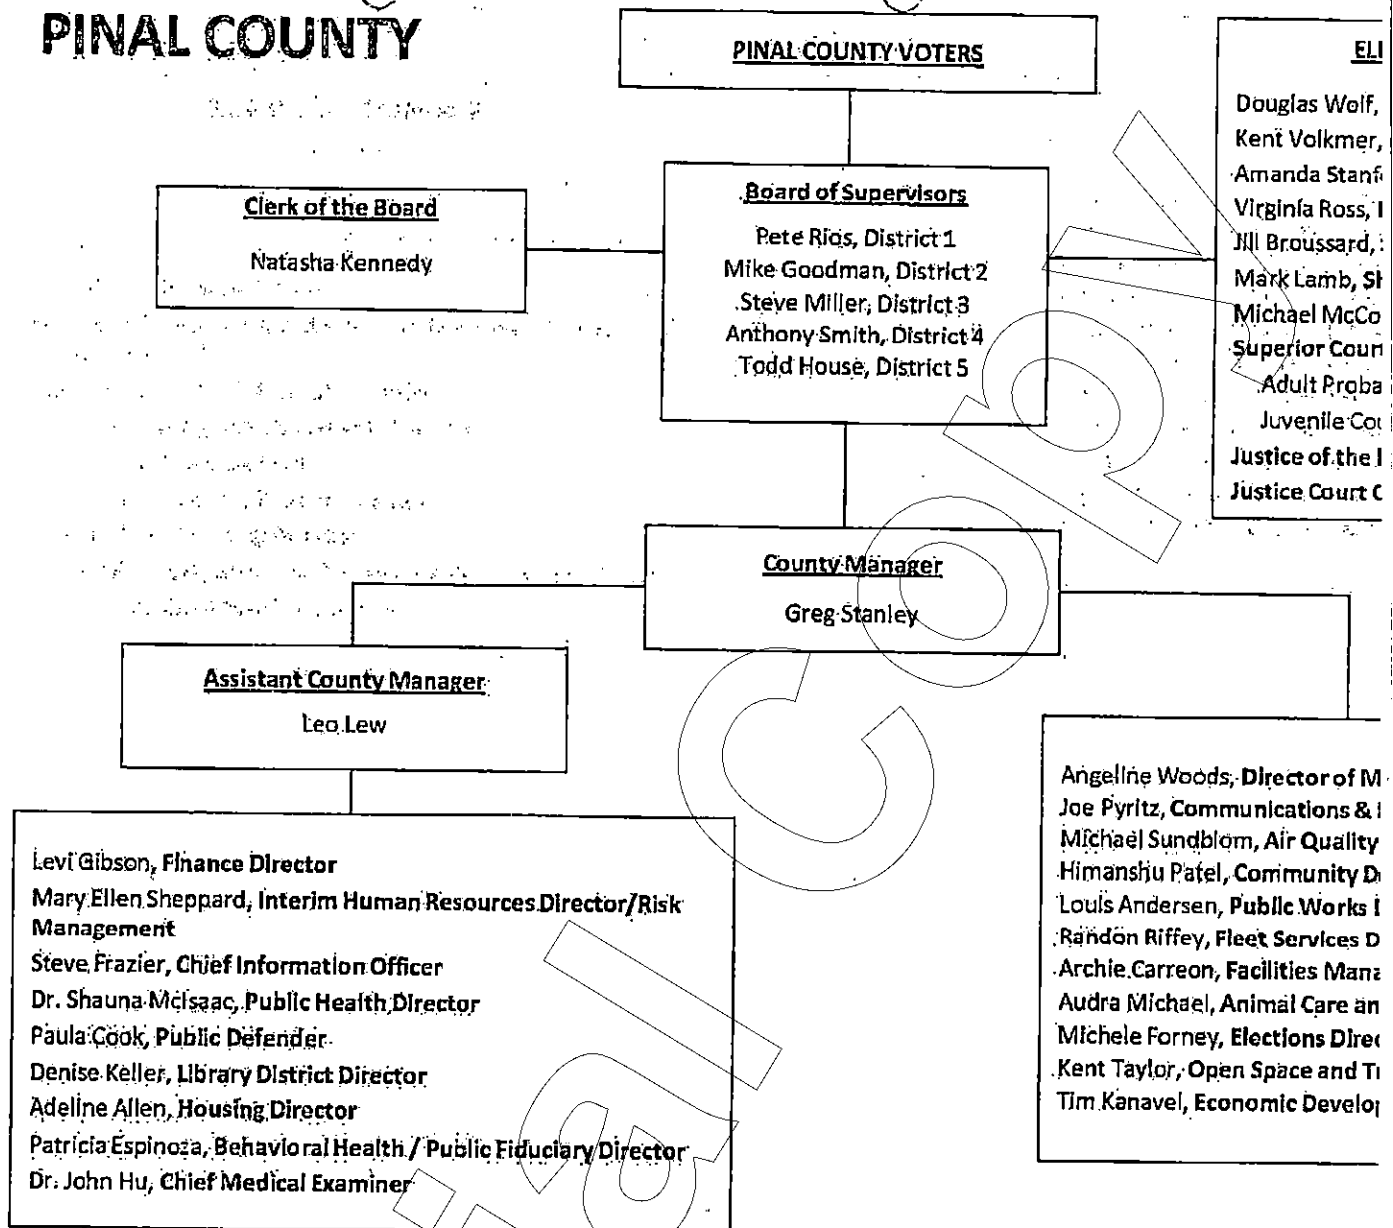 PINAL COUNTY
PINAL COUNTY VOTERS
Clerk of the Board
Natasha Kennedy
Board of Supervisors
Pete Rios, District 1
Mike Goodman, District 2
Steve Miller, District 3
Anthony Smith, District 4
Todd House, District 5
Douglas Wolf,
Kent Volkmer,
Amanda
Virginia Ross,
Jill Broussard,
Mark Lamb,
Michael
Superior
Adult
Juvenile
Justice of the
Justice Court
County Manager
Greg Stanley
Assistant County Manager
Leo Lew
Levi Gibson, Finance Director
Mary Ellen Sheppard, Interim Human Resources Director/Risk
Management
Steve Frazier, Chief Information Officer
Dr. Shauna McIsaac, Public Health Director
Paula Cook, Public Defender
Denise Keller, Library District Director
Adeline Allen, Housing Director
Patricia Espinoza, Behavioral Health / Public Fiduciary Director
Dr. John Hu, Chief Medical Examiner
Angeline Woods, Director of M
Joe Pyritz, Communications &
Michael Sundblom, Air Quality
Himanshu Patel, Community D
Louis Andersen, Public Works
Randon Riffey, Fleet Services D
Archie Carreon, Facilities Mana
Audra Michael, Animal Care an
Michele Forney, Elections Direc
Kent Taylor, Open Space and
Tim Kanavel, Economic Develop
Copy